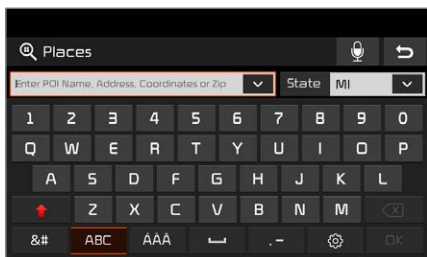 Places
Enter POI Name, Address, Coordinates or Zip State MI
1 2 3 4 5 6 7 8 9 0
Q W E R T Y U I O P
A S D F G H J K L
Z X C V B N M
&# ABC ÁÀÂ .- OK